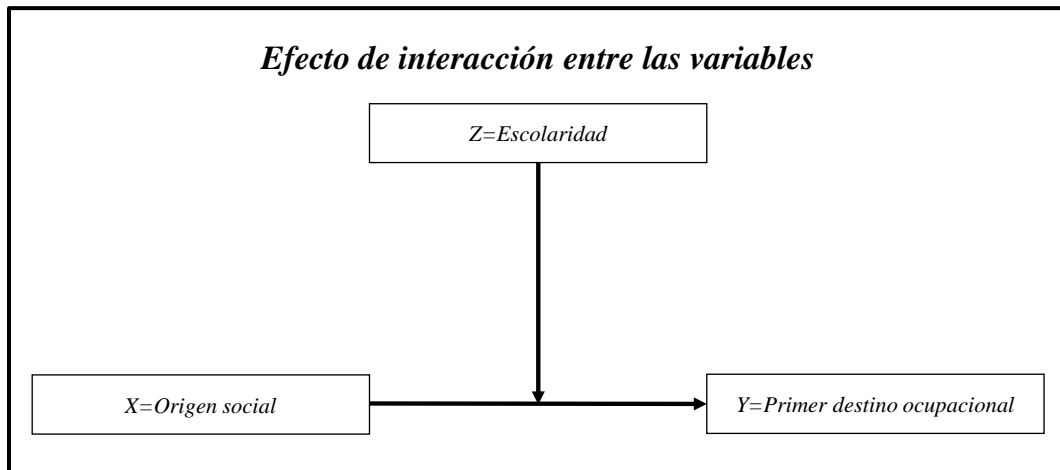 Efecto de interacción entre las variables
Z=Escolaridad
X=Origen social
Y=Primer destino ocupacional